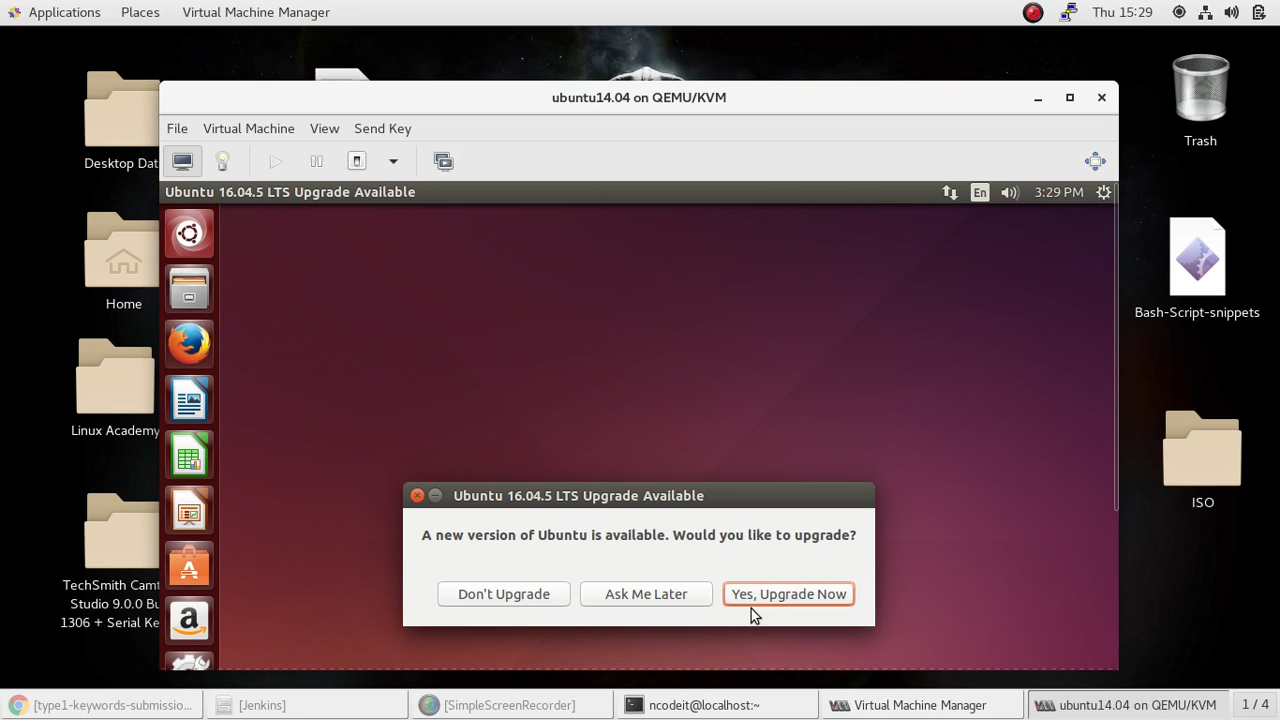 Applications Places Virtual Machine Manager Thu 15:29
ubuntu14.04 on QEMU/KVM
File Virtual Machine View Send Key
Ubuntu 16.04.5 LTS Upgrade Available En 3:29 PM
Desktop Dat
Home
Linux Academy
TechSmith Camt
Studio 9.0.0 Bu
1306 + Serial Ke
Trash
Bash-Script-snippets
ISO
Ubuntu 16.04.5 LTS Upgrade Available
A new version of Ubuntu is available. Would you like to upgrade?
Don't Upgrade Ask Me Later Yes, Upgrade Now
[type1-keywords-submissio... [Jenkins] [SimpleScreenRecorder] ncodeit@localhost:~ Virtual Machine Manager ubuntu14.04 on QEMU/KVM 1 / 4